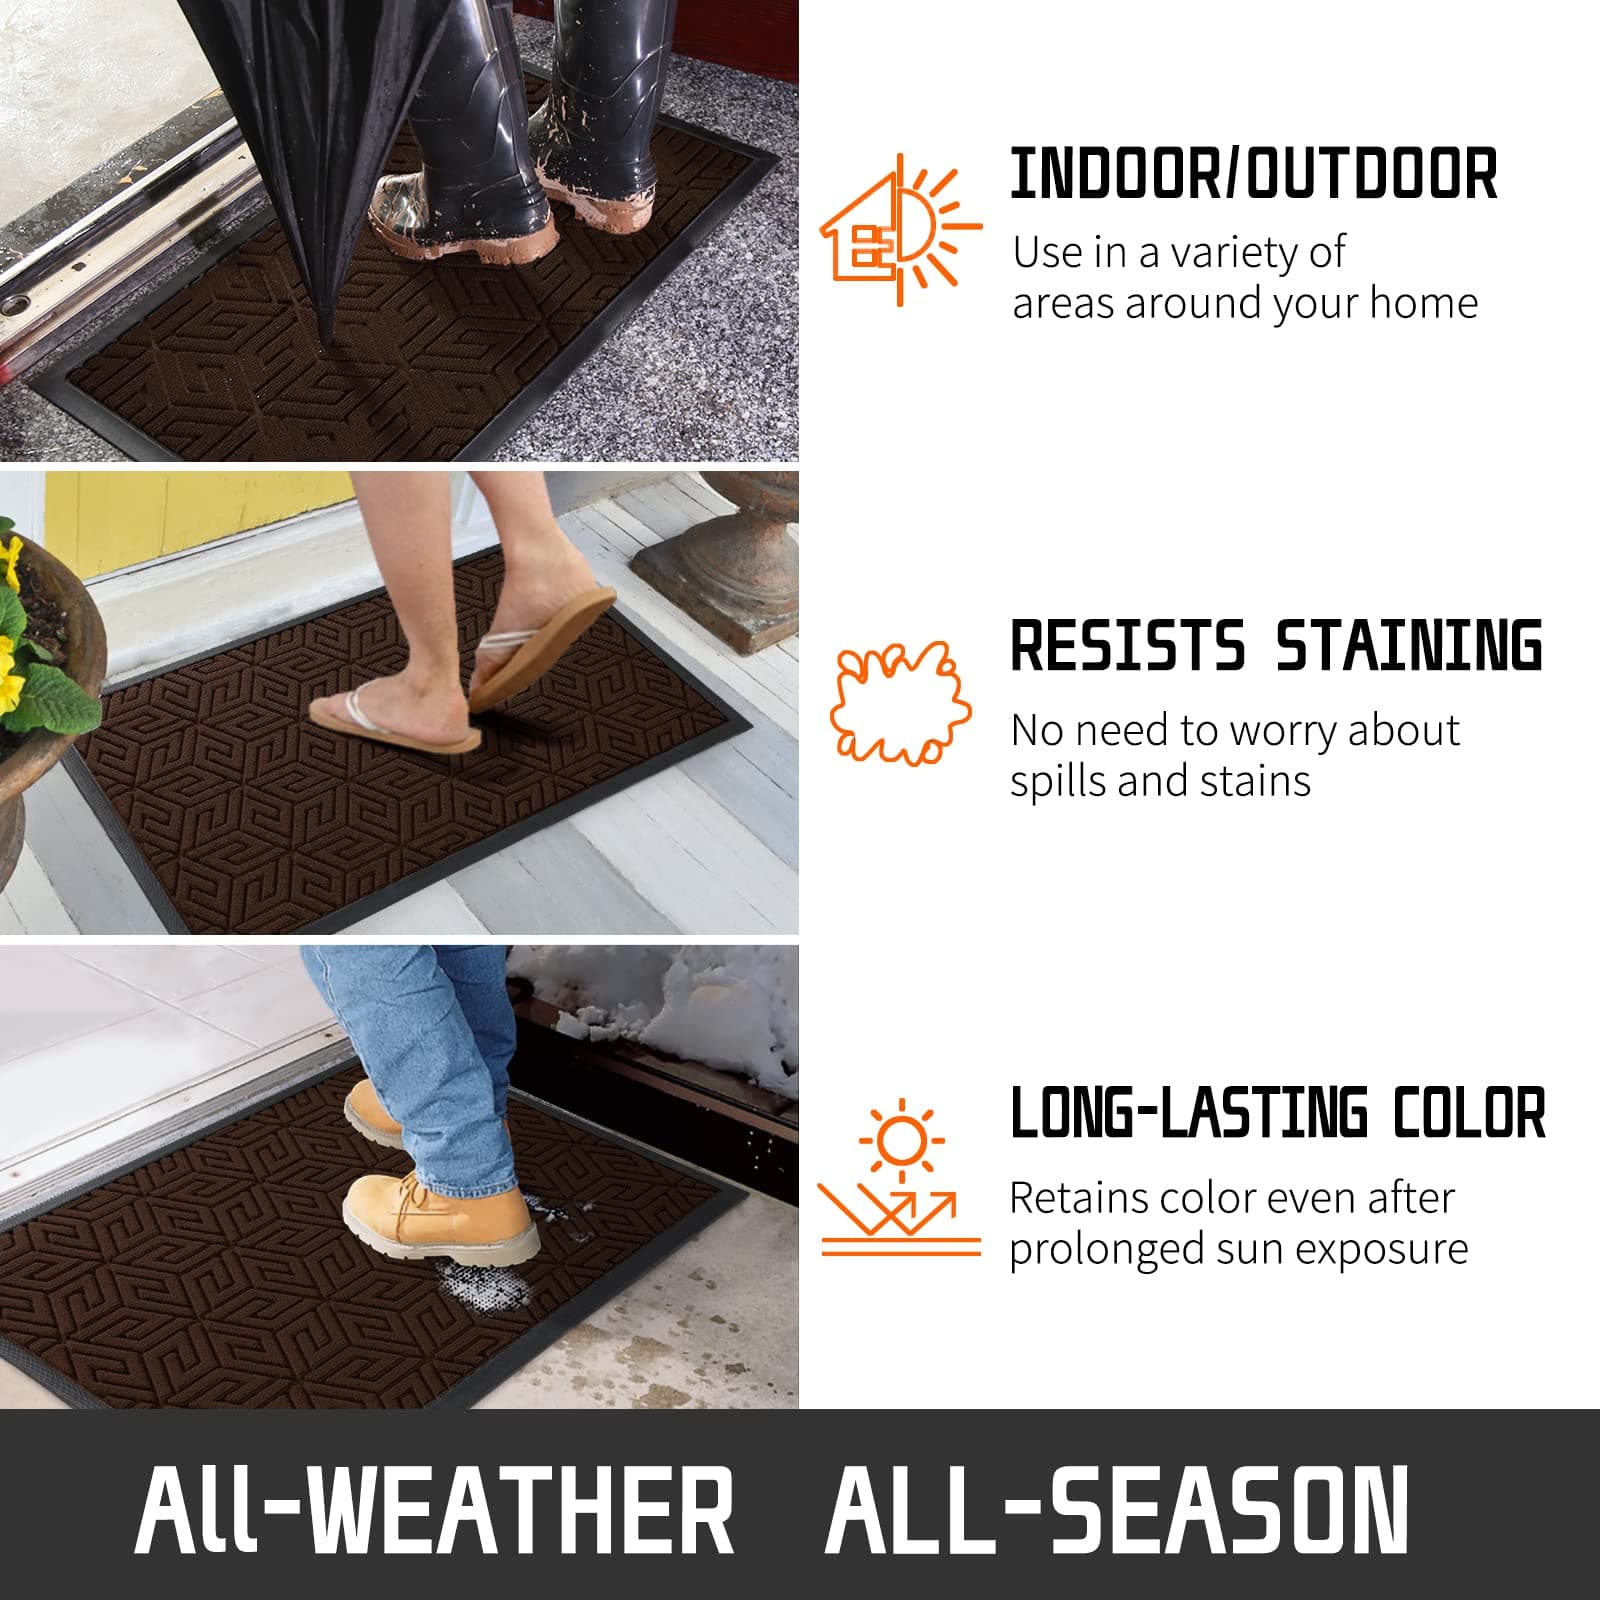 INDOOR/OUTDOOR
Use in a variety of
areas around your home
RESISTS STAINING
No need to worry about
spills and stains
LONG-LASTING COLOR
Retains color even after
prolonged sun exposure
All-WEATHER ALL-SEASON